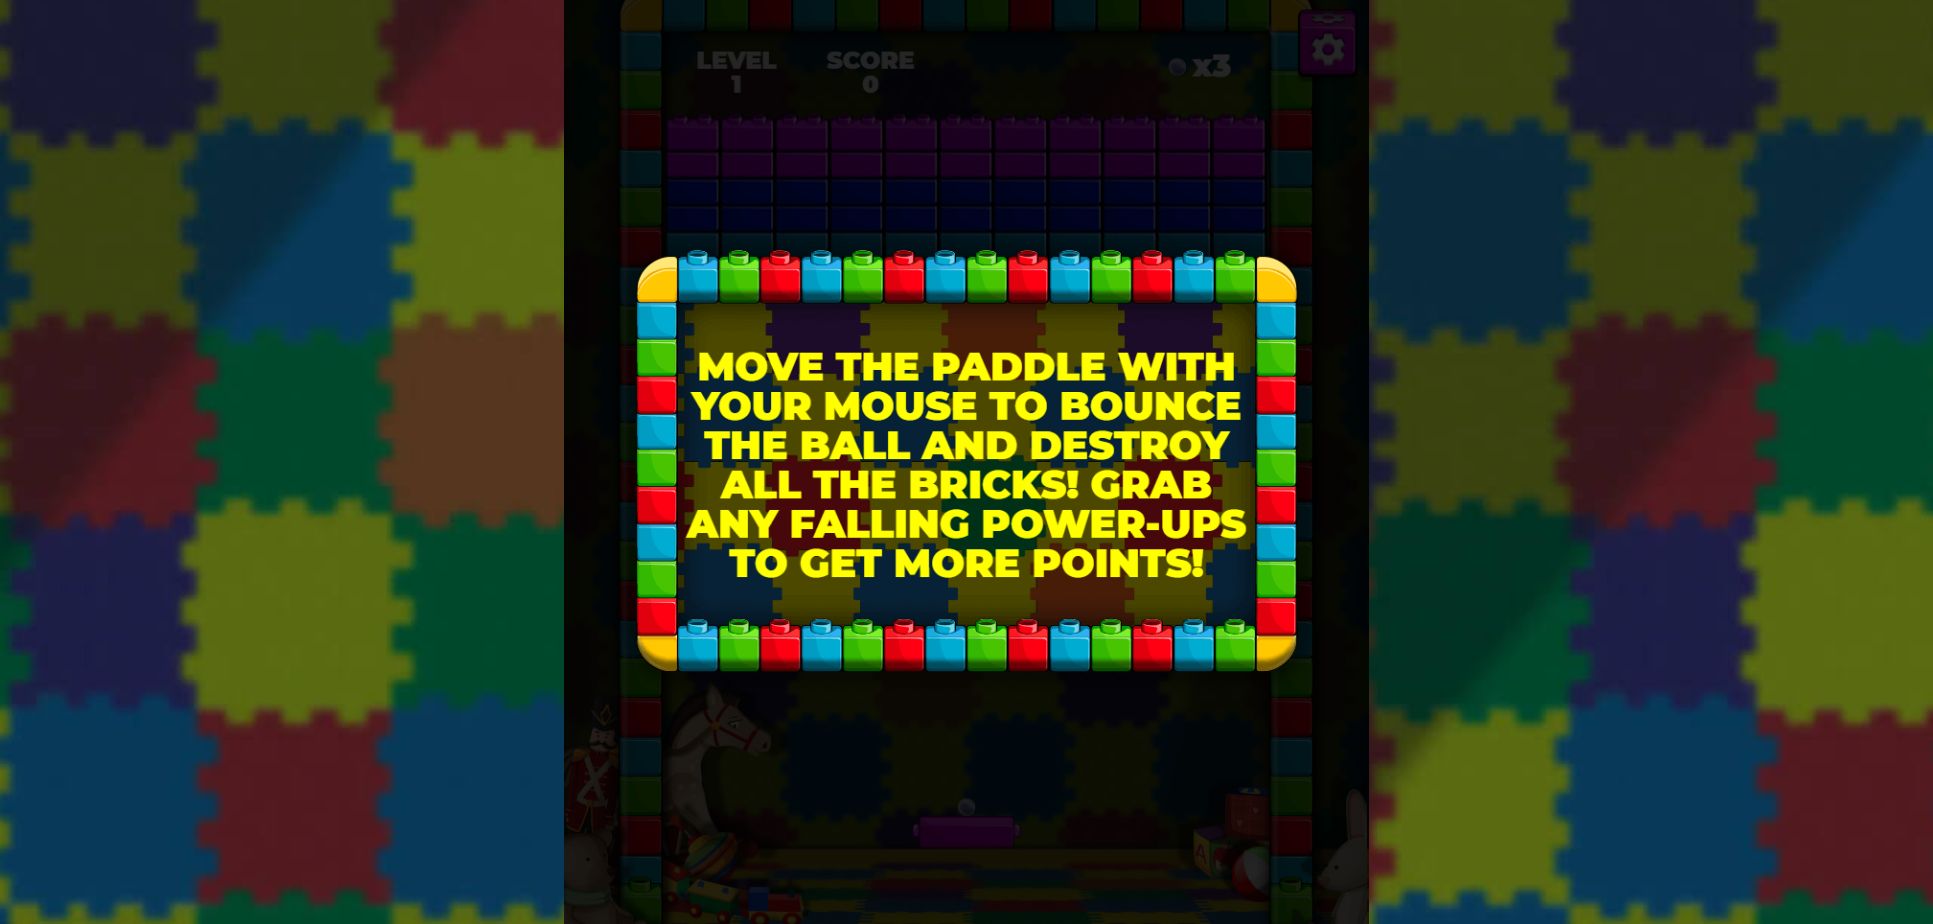 LEVEL SCORE x3
1 0
MOVE THE PADDLE WITH
YOUR MOUSE TO BOUNCE
THE BALL AND DESTROY
ALL THE BRICKS! GRAB
ANY FALLING POWER-UPS
TO GET MORE POINTS!
A